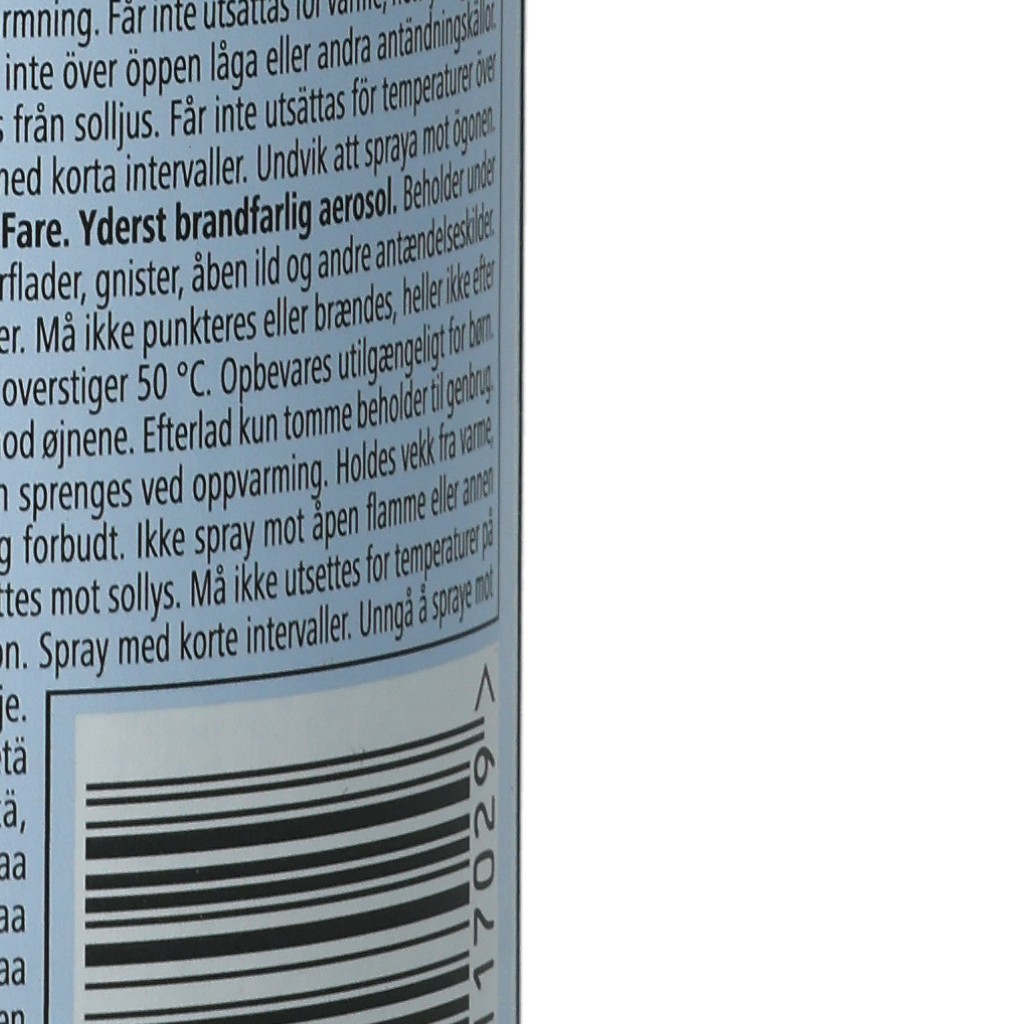 rmning. Får inte utsättas för värme,
inte över öppen låga eller andra antändningskällor.
från solljus. Får inte utsättas för temperaturer över
med korta intervaller. Undvik att spraya mot ögonen.
Fare. Yderst brandfarlig aerosol. Beholder under
rflader, gnister, åben ild og andre antændelseskilder.
er. Må ikke punkteres eller brændes, heller ikke efter
overstiger 50 °C. Opbevares utilgængeligt for børn.
od øjnene. Efterlad kun tomme beholder til genbrug.
n sprenges ved oppvarming. Holdes vekk fra varme,
g forbudt. Ikke spray mot åpen flamme eller annen
ttes mot sollys. Må ikke utsettes for temperaturer på
on. Spray med korte intervaller. Unngå å spraye mot
je.
tä
ä,
aa
aa
aa
en
17029>